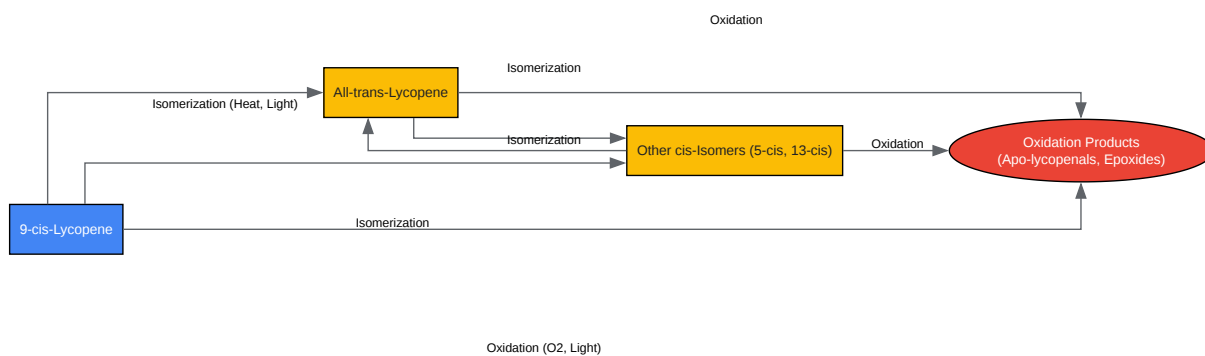 Oxidation
Isomerization
All-trans-Lycopene
Isomerization (Heat, Light)
Isomerization
Other cis-Isomers (5-cis, 13-cis)
Oxidation
Oxidation Products
(Apo-lycopenals, Epoxides)
Isomerization
9-cis-Lycopene
Oxidation (O2, Light)